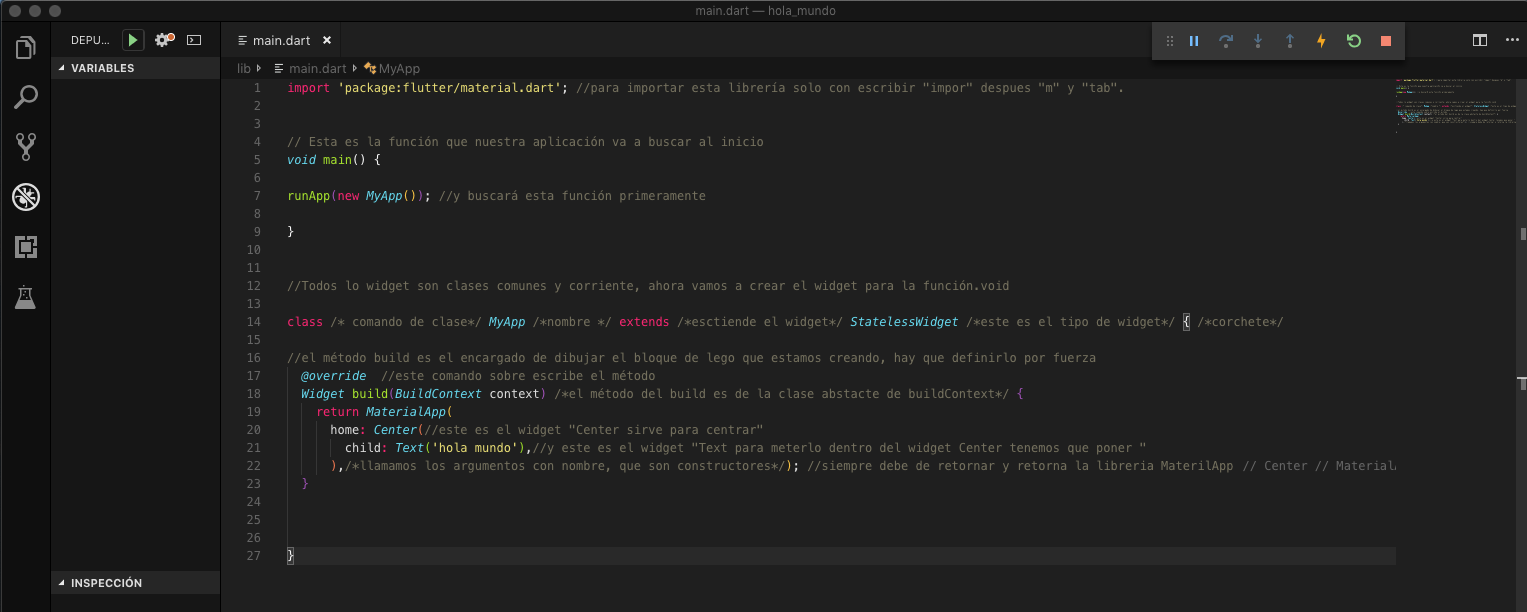 main.dart — hola_mundo
DEPU...
main.dart
VARIABLES
lib main.dart MyApp
1 import 'package:flutter/material.dart'; //para importar esta librería solo con escribir "impor" despues "m" y "tab".
2
3
4 // Esta es la función que nuestra aplicación va a buscar al inicio
5 void main() {
6
7 runApp(new MyApp()); //y buscará esta función primeramente
8
9 }
10
11
12 //Todos lo widget son clases comunes y corriente, ahora vamos a crear el widget para la función.void
13
14 class /* comando de clase*/ MyApp /*nombre */ extends /*esctiende el widget*/ StatelessWidget /*este es el tipo de widget*/ { /*corchete*/
15
16 //el método build es el encargado de dibujar el bloque de lego que estamos creando, hay que definirlo por fuerza
17 @override //este comando sobre escribe el método
18 Widget build(BuildContext context) /*el método del build es de la clase abstacte de buildContext*/ {
19 return MaterialApp(
20 home: Center(//este es el widget "Center sirve para centrar"
21 child: Text('hola mundo'),//y este es el widget "Text para meterlo dentro del widget Center tenemos que poner "
22 ),/*llamamos los argumentos con nombre, que son constructores*/); //siempre debe de retornar y retorna la libreria MaterilApp // Center // Material
23 }
24
25
26
27 }
INSPECCIÓN